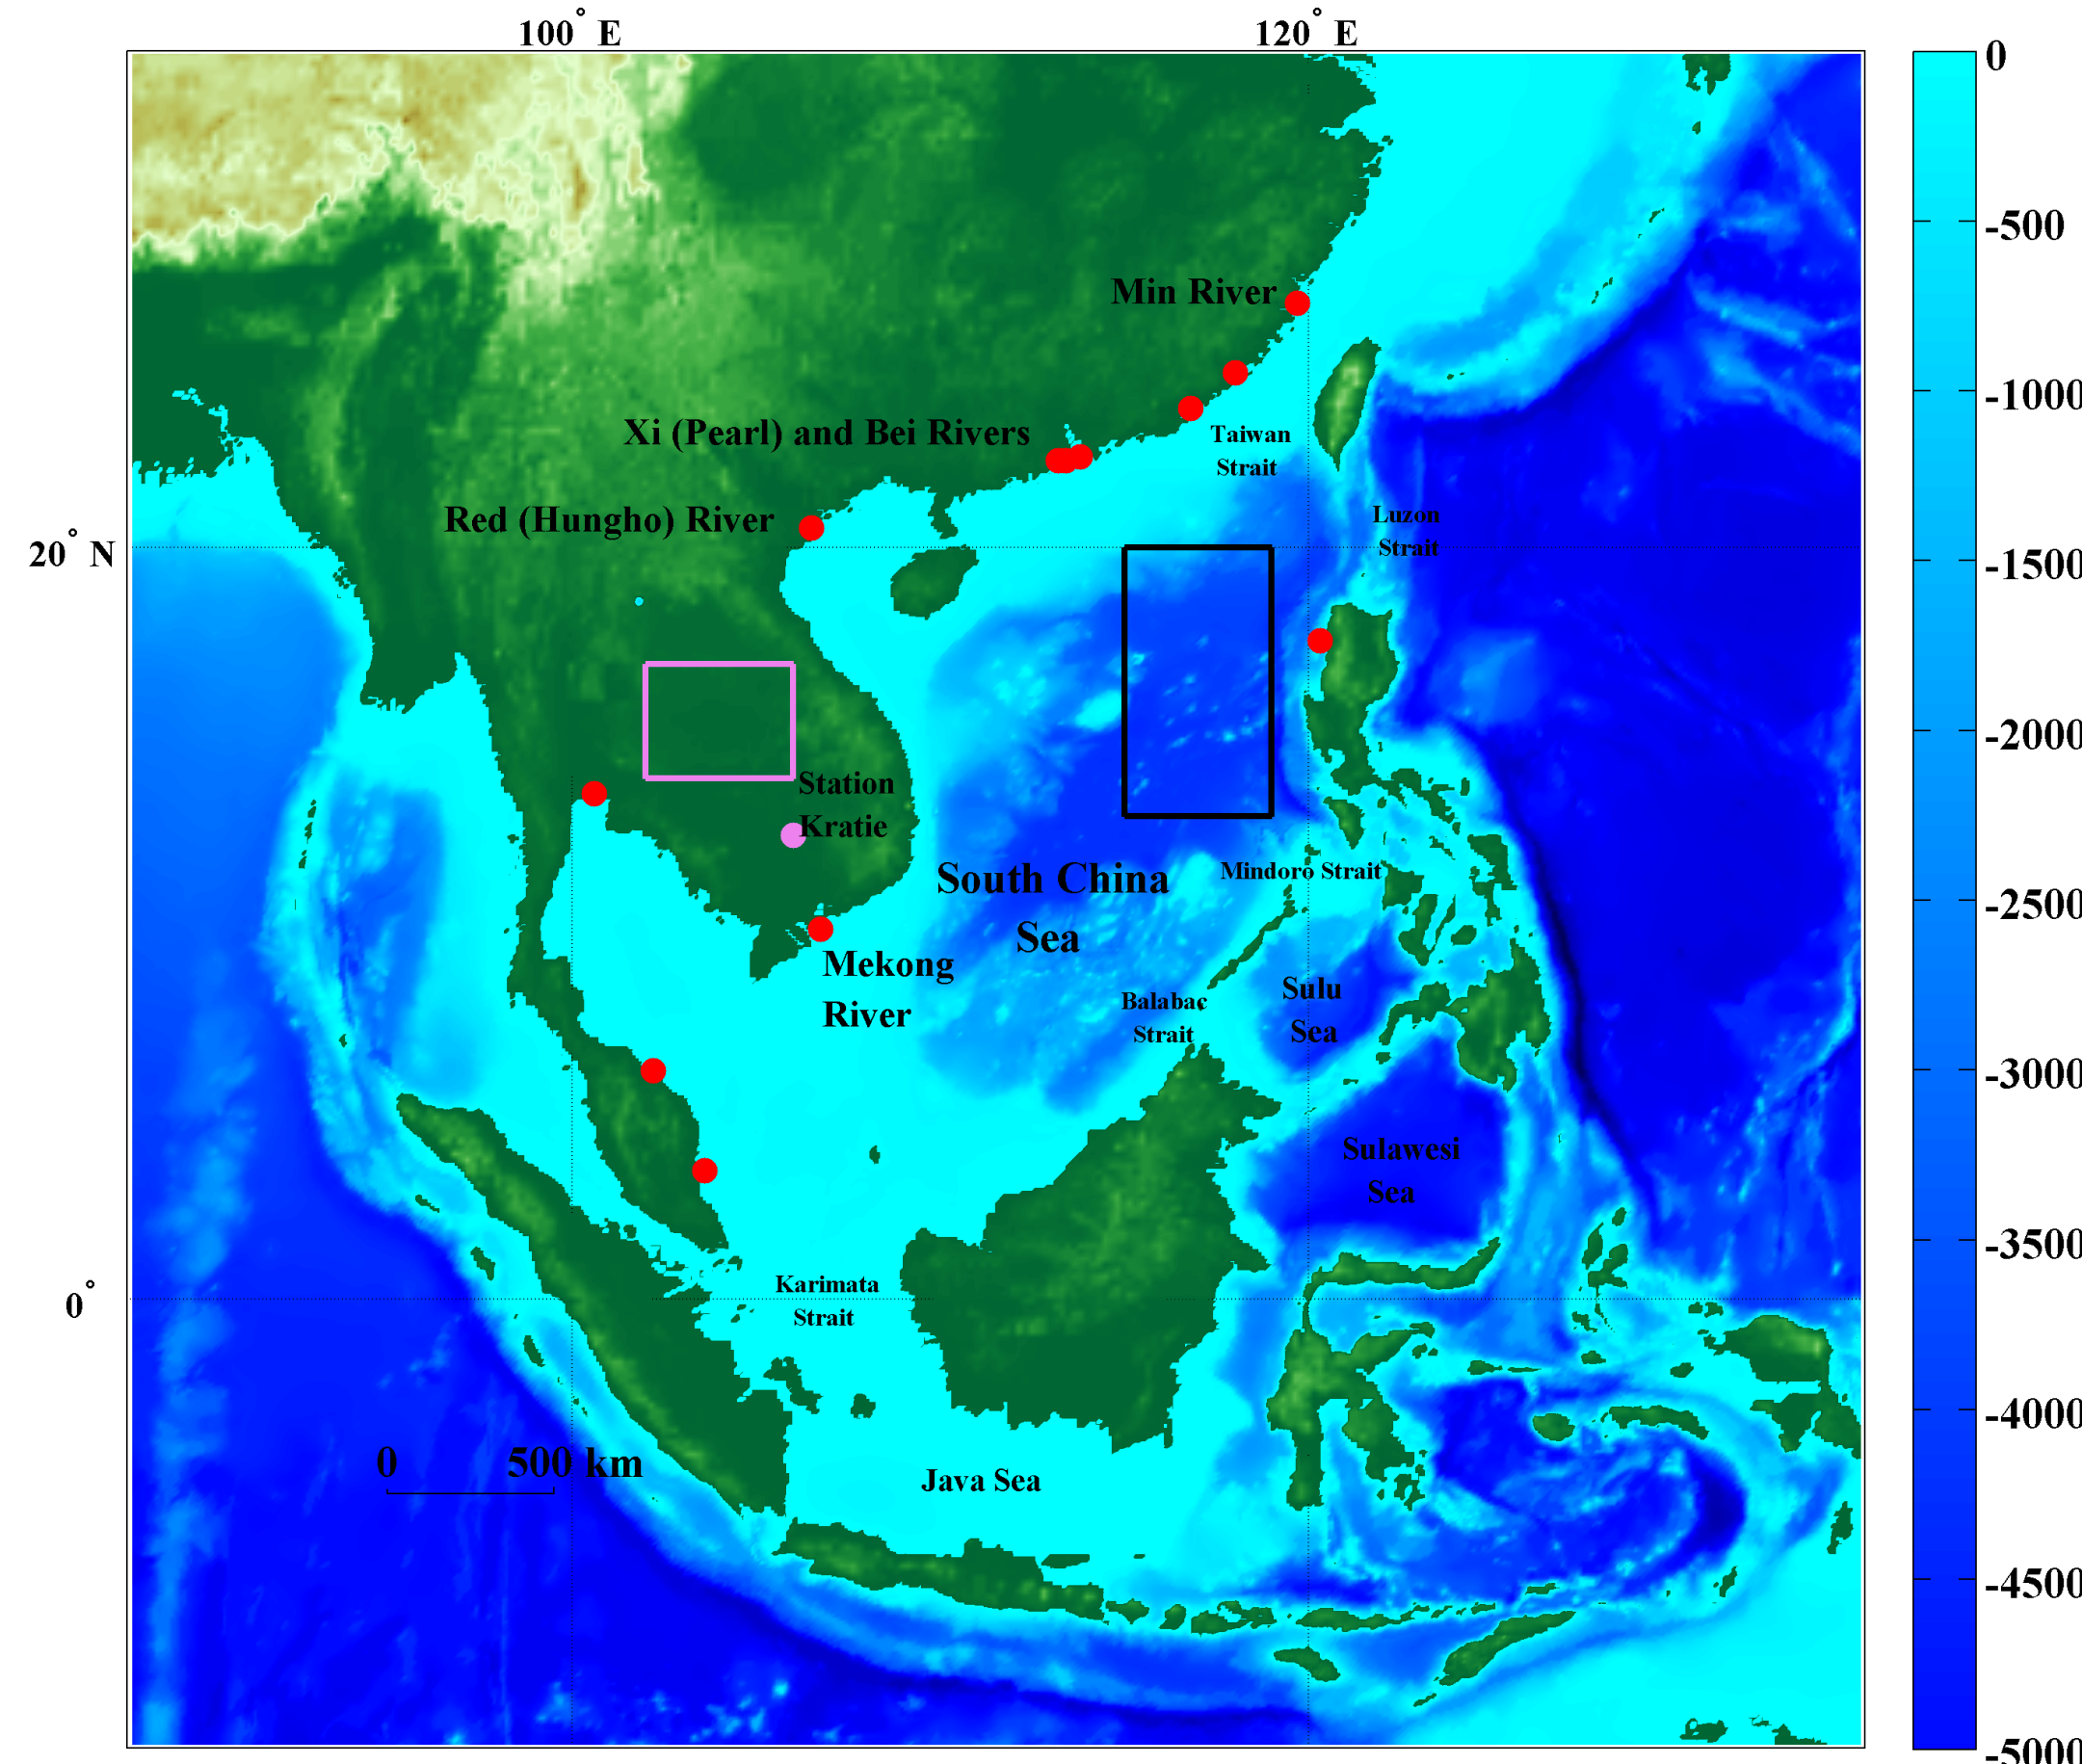 100° E
120° E
0
-500
-1000
-1500
-2000
-2500
-3000
-3500
-4000
-4500
-5000
20° N
0°
Min River
Xi (Pearl) and Bei Rivers
Taiwan
Strait
Red (Hungho) River
Luzon
Strait
Station
Kratie
South China
Sea
Mindoro Strait
Mekong
River
Balabac
Strait
Sulu
Sea
Sulawesi
Sea
Karimata
Strait
0 500 km
Java Sea